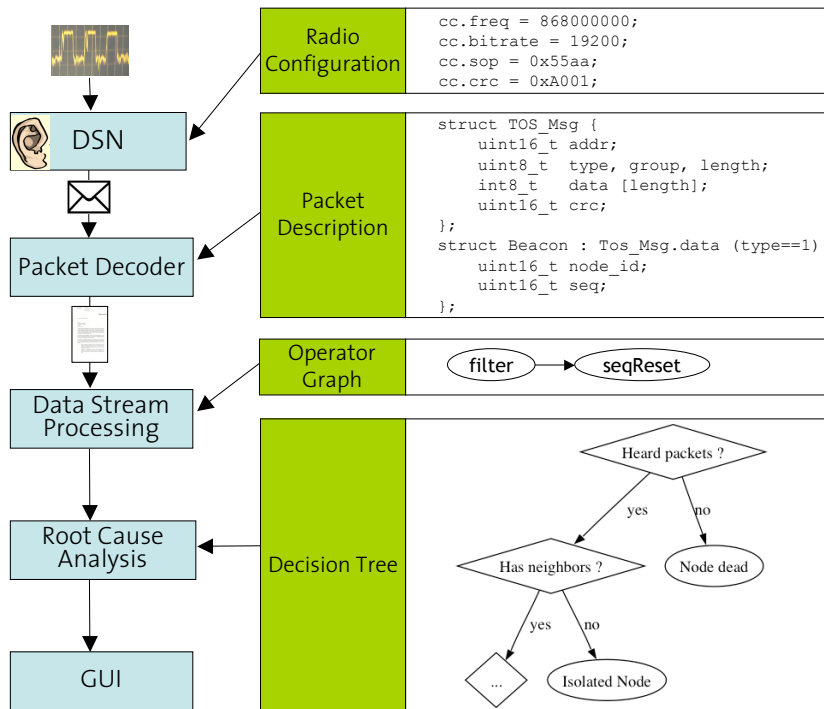 Radio
Configuration
cc.freq = 868000000;
cc.bitrate = 19200;
cc.sop = 0x55aa;
cc.crc = 0xA001;
DSN
Packet
Description
struct TOS_Msg {
uint16_t addr;
uint8_t type, group, length;
int8_t data [length];
uint16_t crc;
};
struct Beacon : Tos_Msg.data (type==1)
uint16_t node_id;
uint16_t seq;
};
Packet Decoder
Operator
Graph
filter
seqReset
Data Stream
Processing
Decision Tree
Heard packets ?
yes
no
Has neighbors ?
Node dead
yes
no
...
Isolated Node
Root Cause
Analysis
GUI